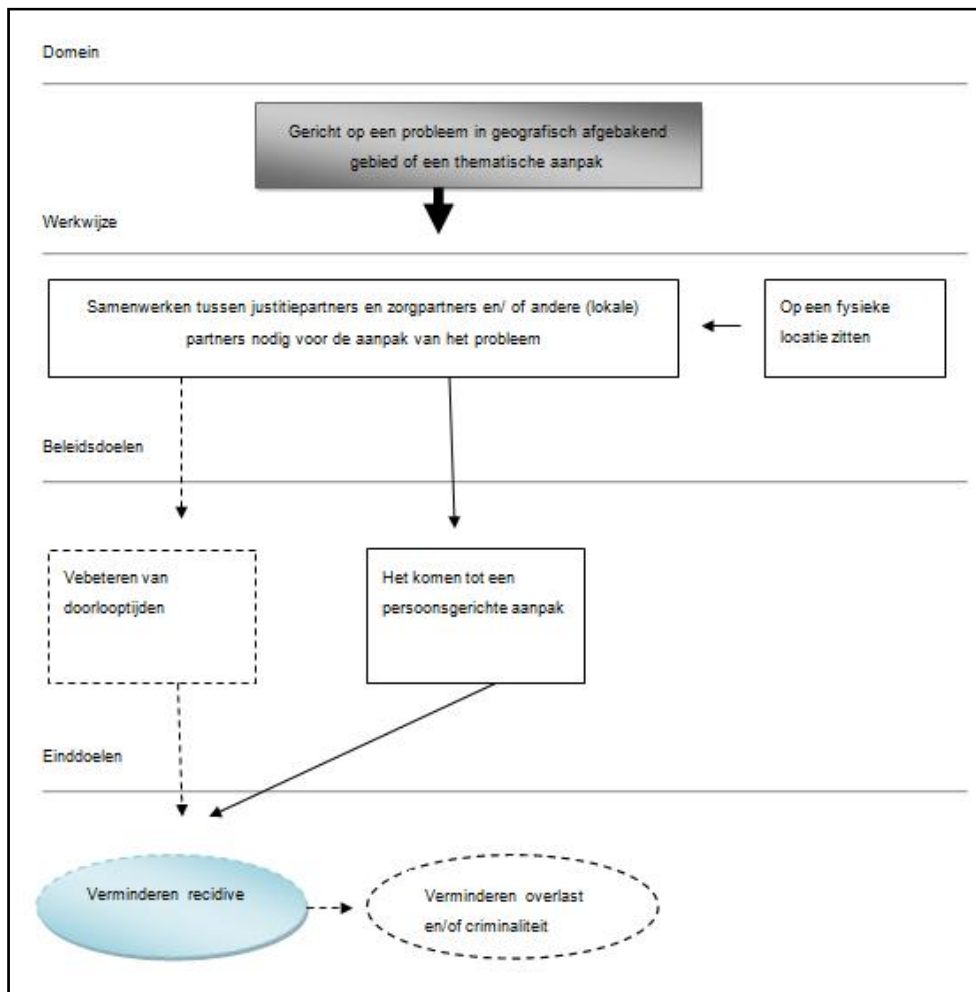 Domein
Gericht op een probleem in geografisch afgebakend
gebied of een thematische aanpak
Werkwijze
Samenwerken tussen justitiepartners en zorgpartners en/ of andere (lokale)
partners nodig voor de aanpak van het probleem
Op een fysieke
locatie zitten
Beleidsdoelen
Vebeteren van
doorlooptijden
Het komen tot een
persoonsgerichte aanpak
Einddoelen
Verminderen recidive
Verminderen overlast
en/of criminaliteit